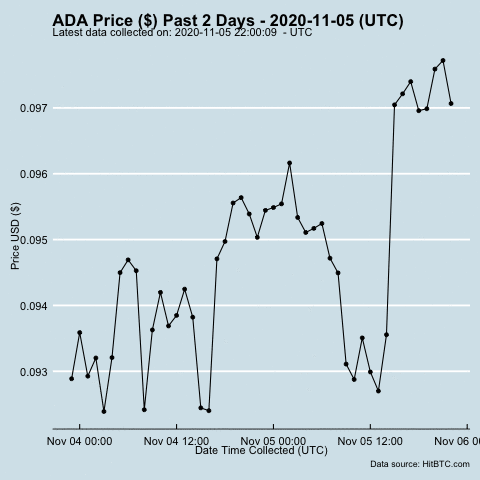 ADA Price ($) Past 2 Days - 2020-11-05 (UTC)
Latest data collected on: 2020-11-05 22:00:09 - UTC
0.097
0.096
0.095
0.094
0.093
Price USD ($)
Nov 04 00:00 Nov 04 12:00 Nov 05 00:00 Nov 05 12:00 Nov 06 0
Date Time Collected (UTC)
Data source: HitBTC.com